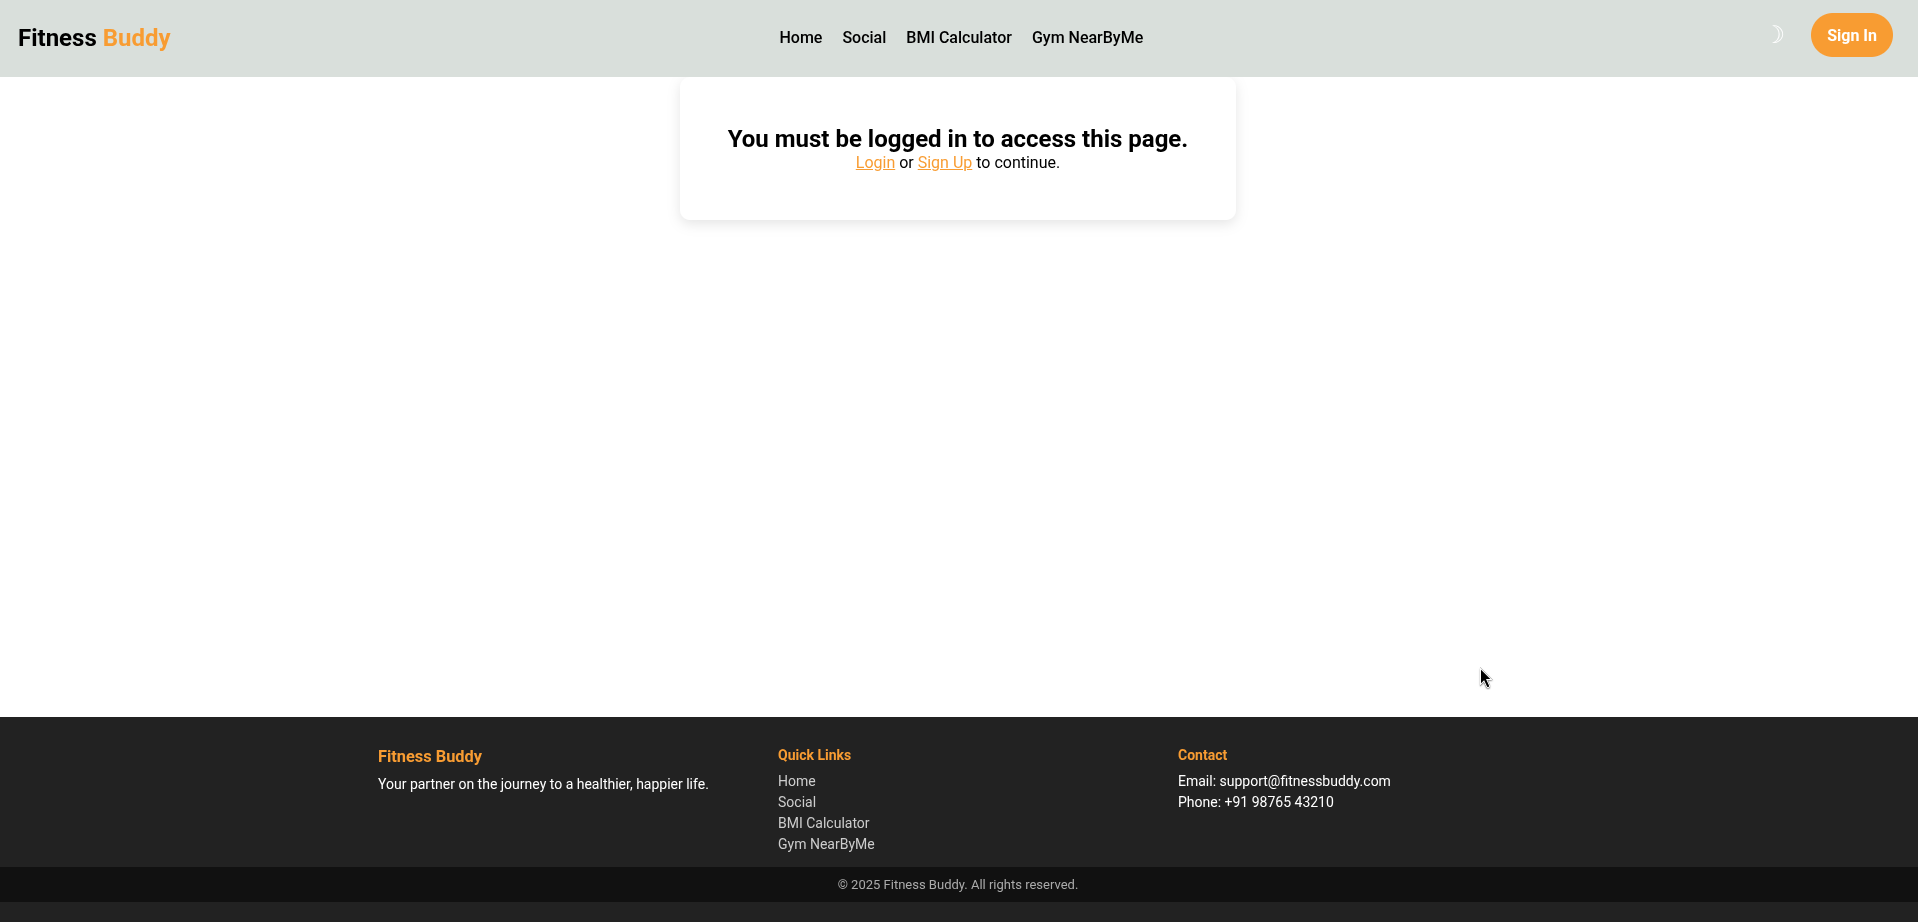 Fitness Buddy
Home Social BMI Calculator Gym NearByMe
Sign In
You must be logged in to access this page.
Login or Sign Up to continue.
Fitness Buddy
Your partner on the journey to a healthier, happier life.
Quick Links
Home
Social
BMI Calculator
Gym NearByMe
Contact
Email: support@fitnessbuddy.com
Phone: +91 98765 43210
© 2025 Fitness Buddy. All rights reserved.